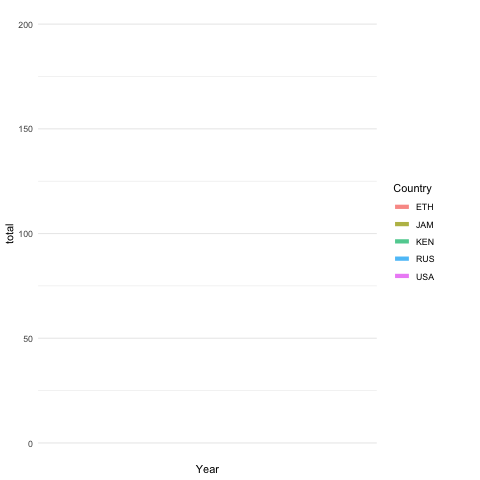 200
150
100
50
0
total
Year
Country
ETH
JAM
KEN
RUS
USA